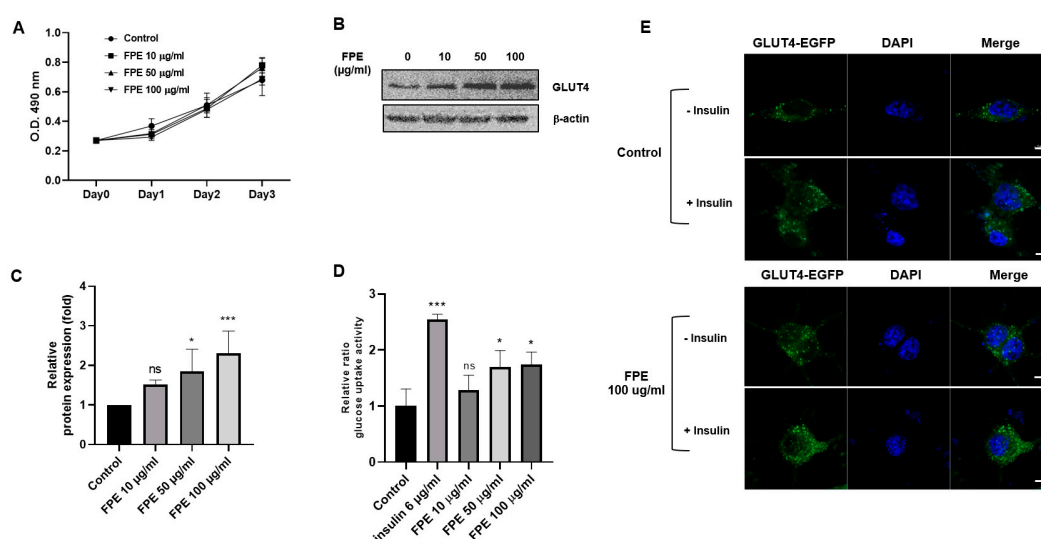 A
Control
FPE 10 μg/ml
FPE 50 μg/ml
FPE 100 μg/ml
O.D. 490 nm
1.0
0.8
0.6
0.4
0.2
0.0
Day0 Day1 Day2 Day3
B
FPE
(μg/ml)
0 10 50 100
GLUT4
β-actin
C
Relative
protein expression (fold)
4
3
2
1
0
ns
*
***
Control
FPE 10 μg/ml
FPE 50 μg/ml
FPE 100 μg/ml
D
Relative ratio
glucose uptake activity
3
2
1
0
***
ns
*
*
Control
insulin 6 μg/ml
FPE 10 μg/ml
FPE 50 μg/ml
FPE 100 μg/ml
E
GLUT4-EGFP DAPI Merge
Control
- Insulin
+ Insulin
GLUT4-EGFP DAPI Merge
FPE
100 ug/ml
- Insulin
+ Insulin